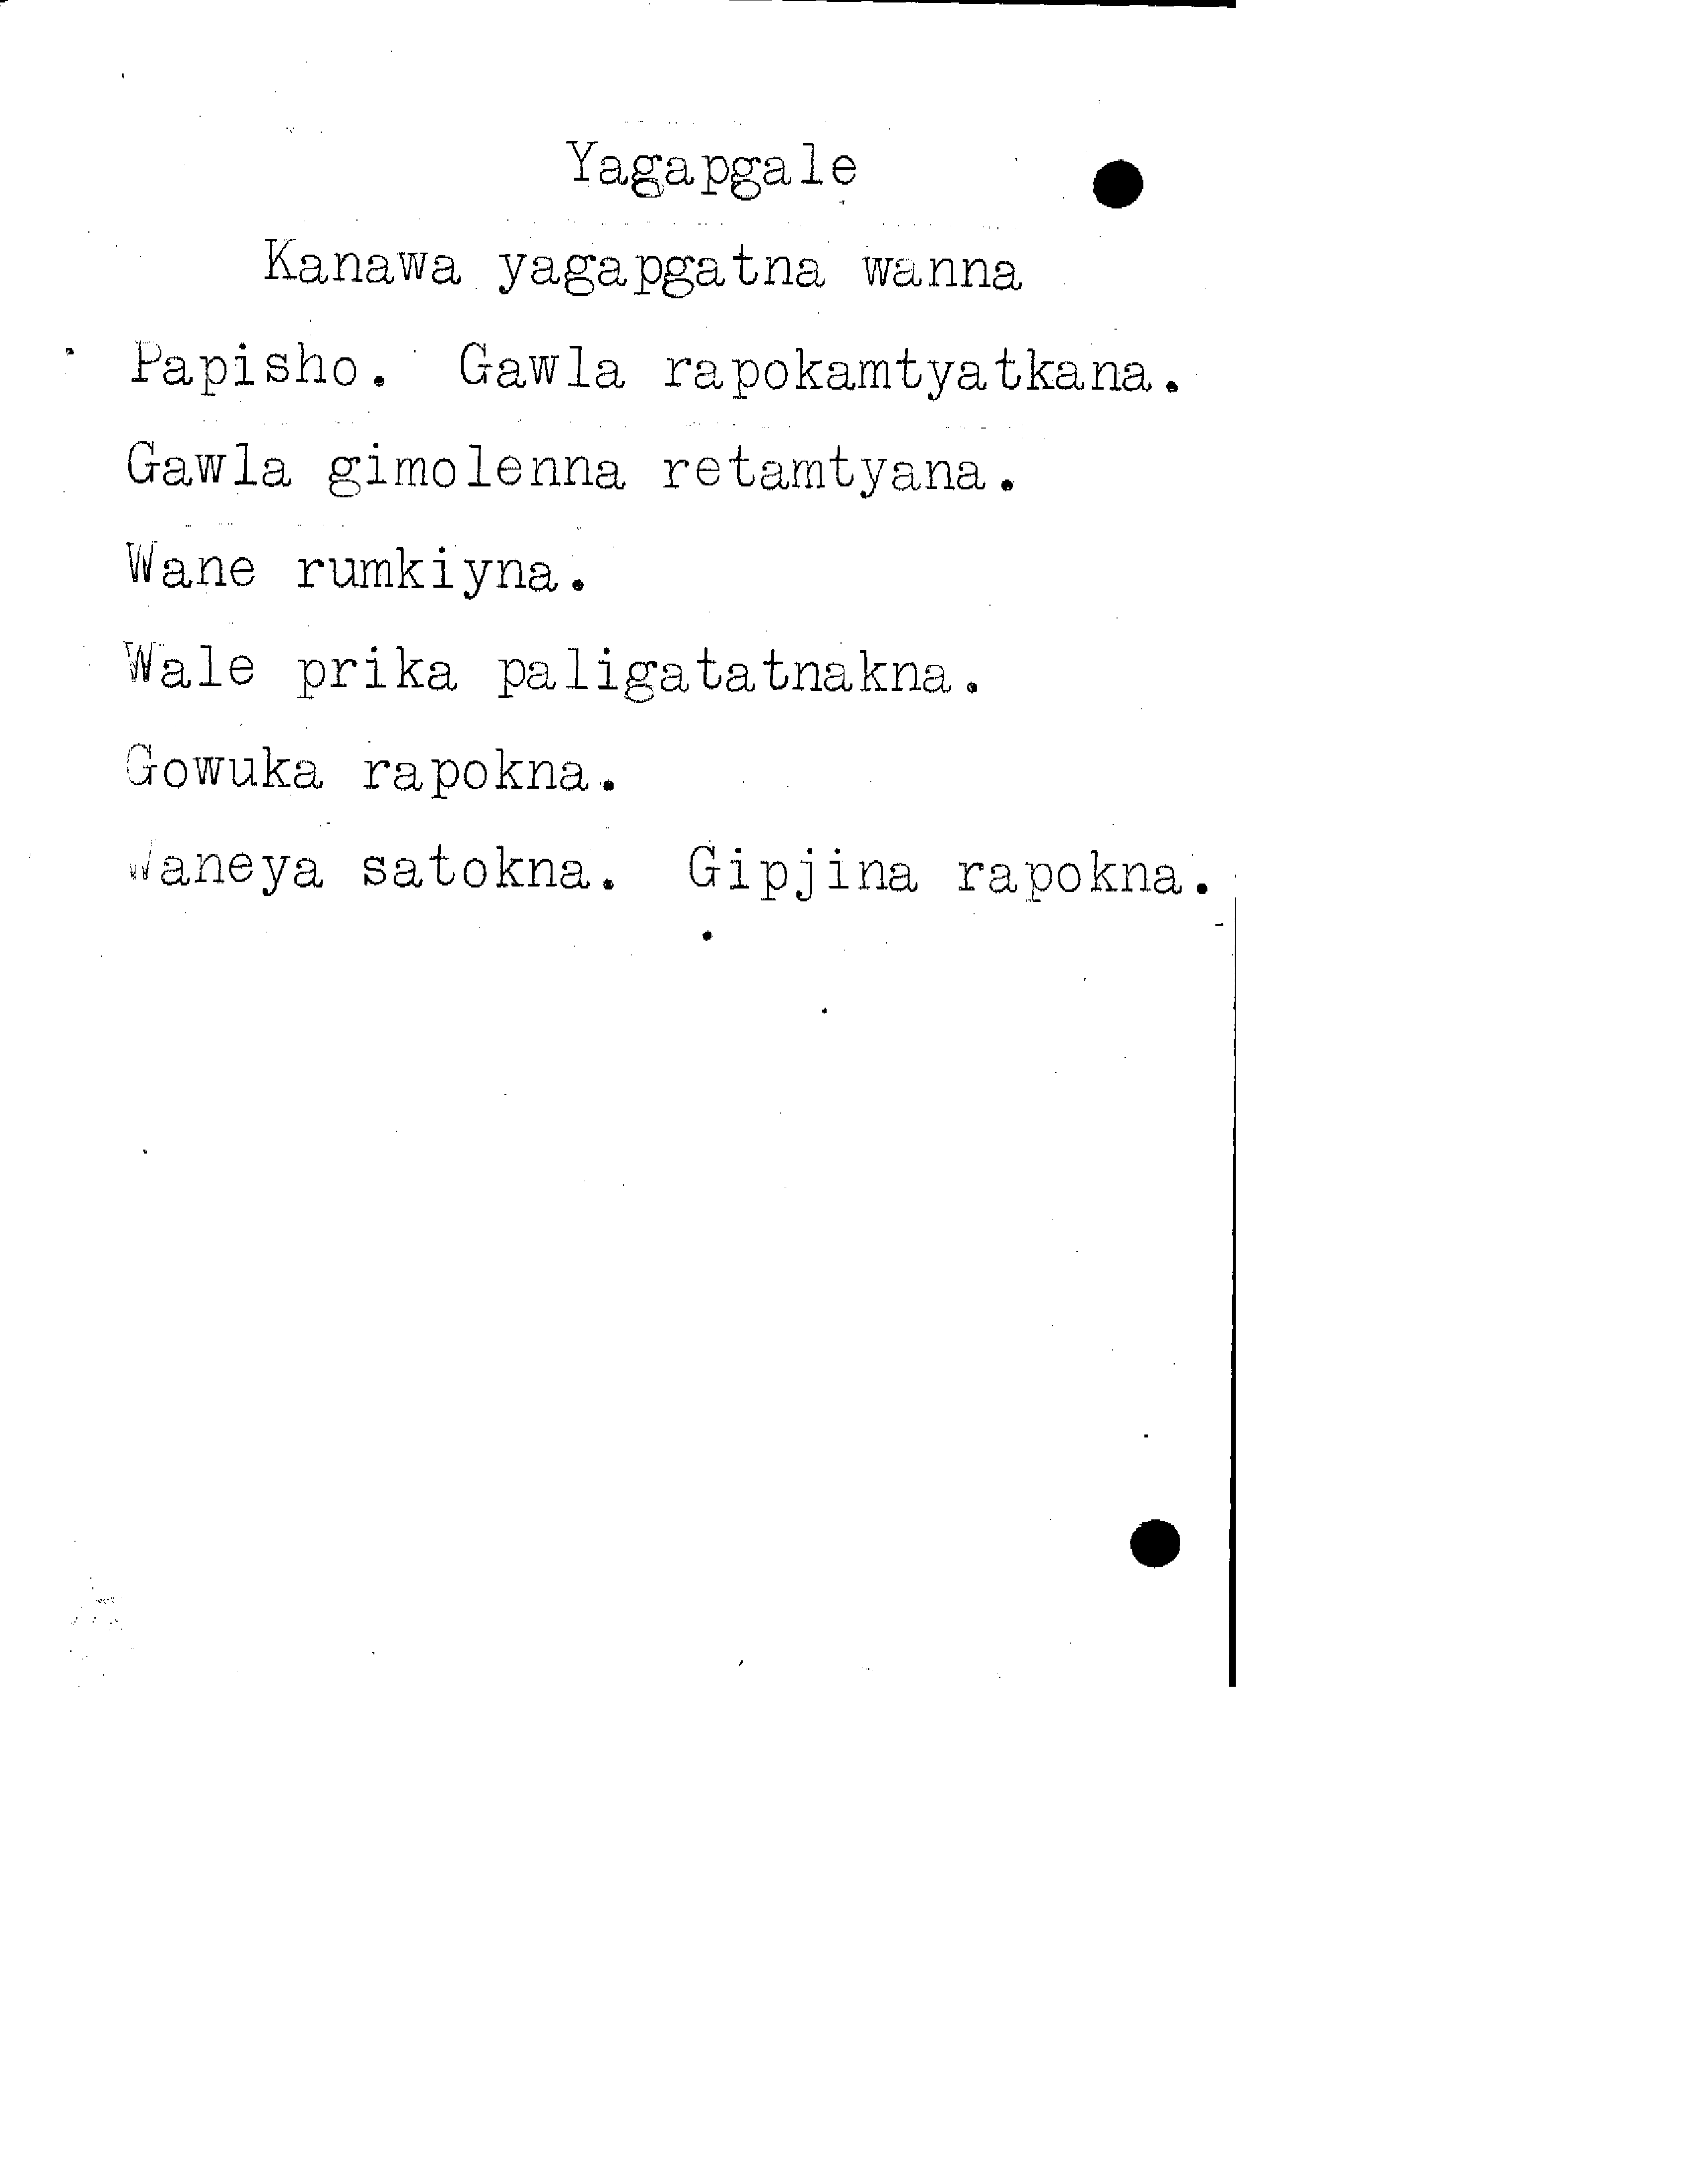 Yagapgale
Kanawa yagapgatna wanna
Papisho. Gawla rapokamtyatkana.
Gawla gimolenna retamtyana.
Wane rumkiyna.
Wale prika paligatatnakna.
Gowuka rapokna.
Waneya satokna. Gipjina rapokna.